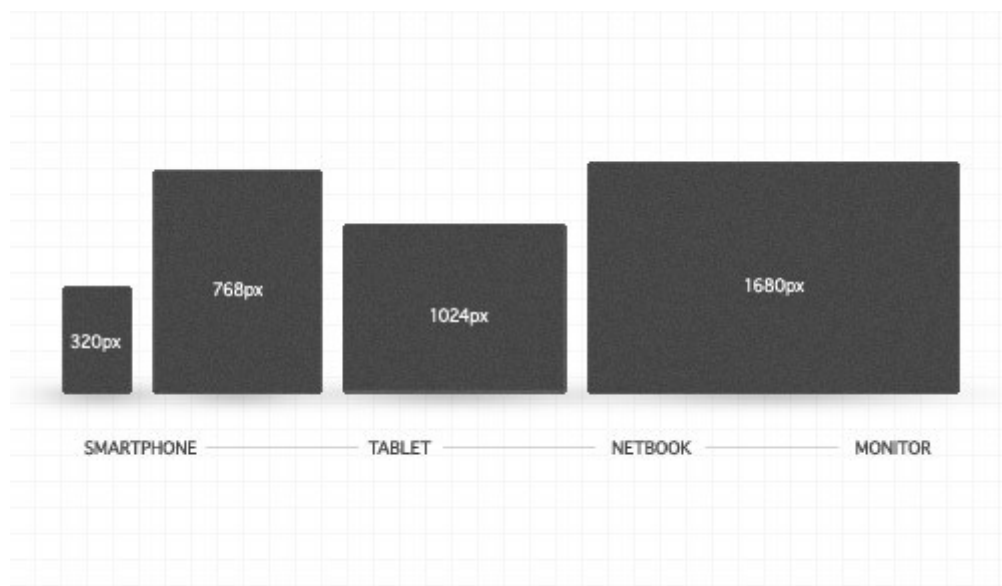 320px
768px
1024px
1680px
SMARTPHONE TABLET NETBOOK MONITOR